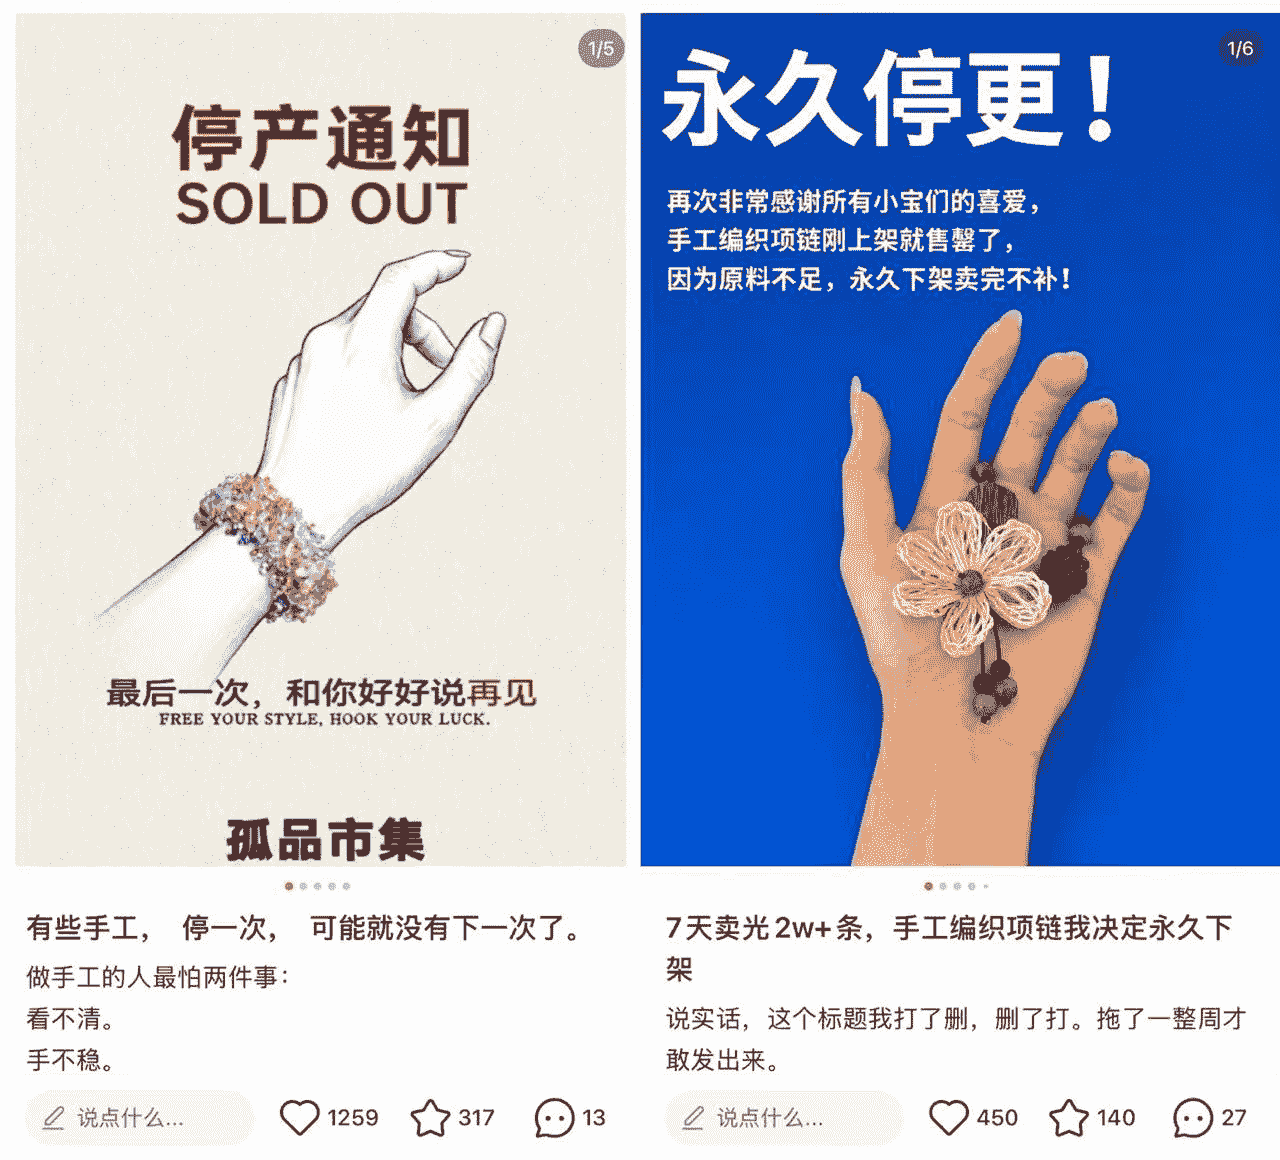 1/5
停产通知
SOLD OUT
最后一次，和你好好说再见
FREE YOUR STYLE, HOOK YOUR LUCK.
孤品市集
有些手工， 停一次， 可能就没有下一次了。
做手工的人最怕两件事：
看不清。
手不稳。
说点什么...
1259
317
13
1/6
永久停更！
再次非常感谢所有小宝们的喜爱，
手工编织项链刚上架就售罄了，
因为原料不足，永久下架卖完不补！
7天卖光2w+条，手工编织项链我决定永久下
架
说实话，这个标题我打了删，删了打。拖了一整周才
敢发出来。
说点什么...
450
140
27